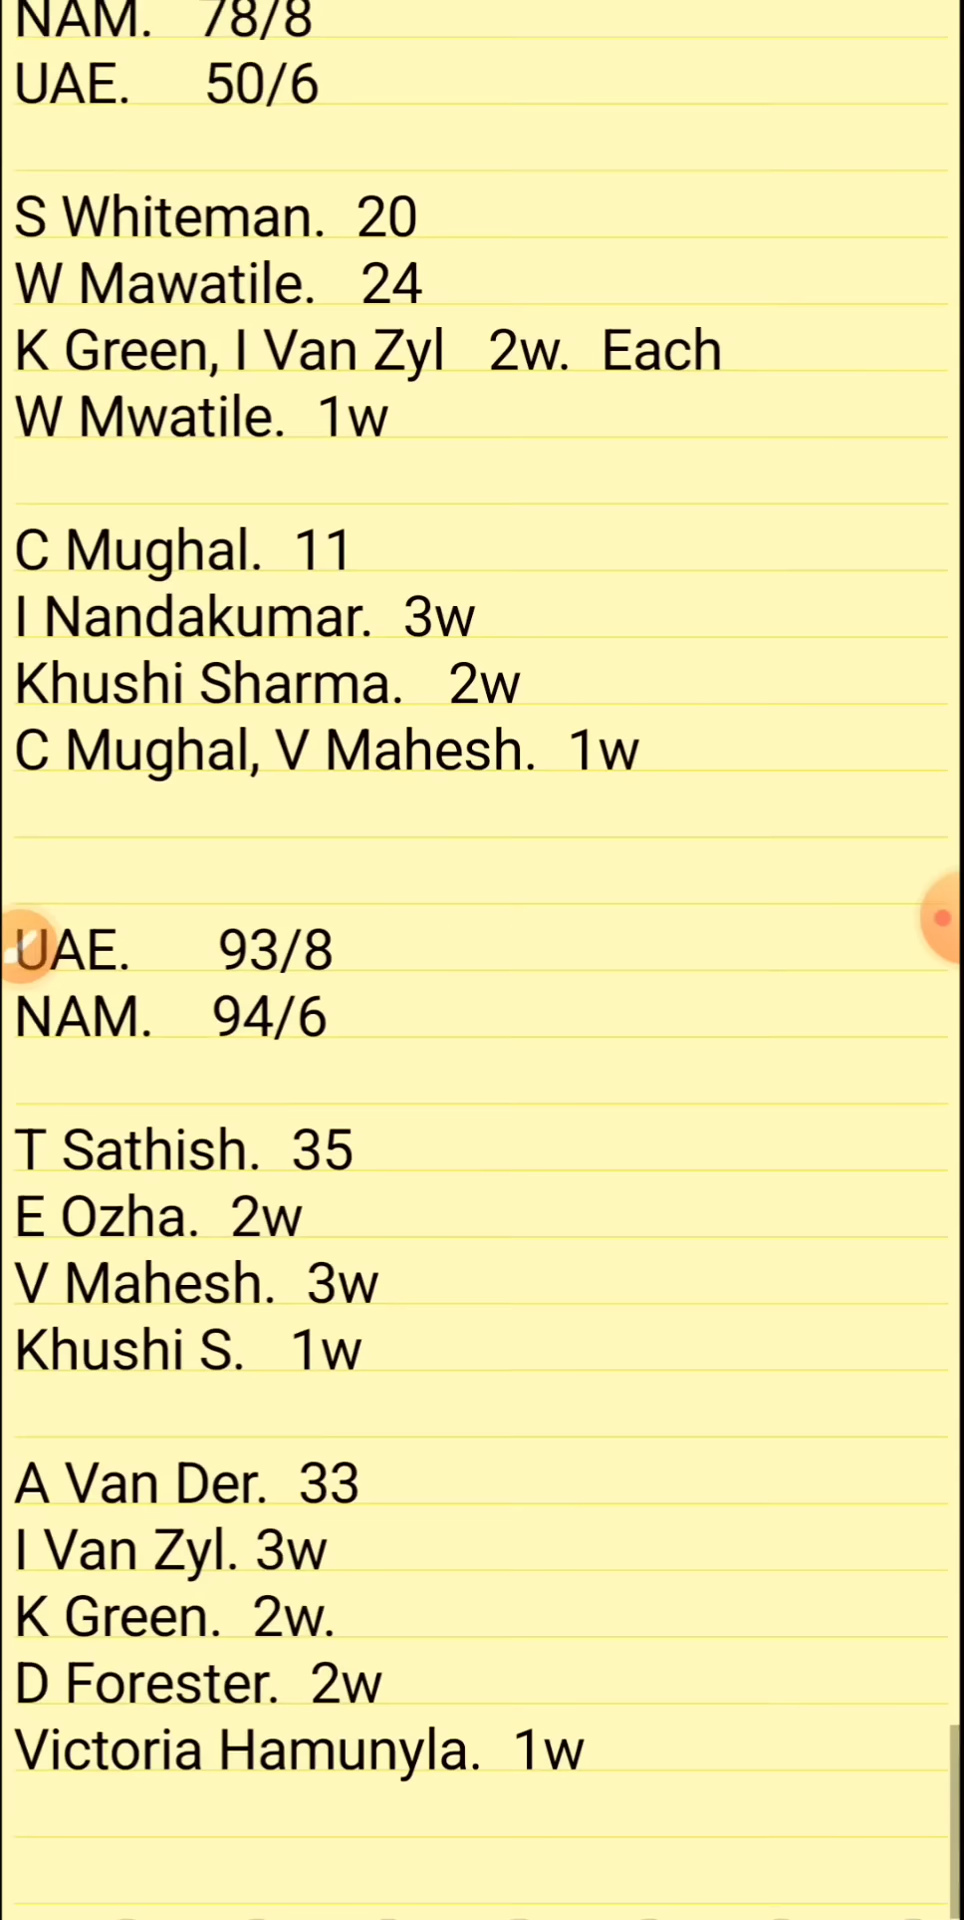 NAM. 78/8
UAE. 50/6
S Whiteman. 20
W Mawatile. 24
K Green, I Van Zyl 2w. Each
W Mwatile. 1w
C Mughal. 11
I Nandakumar. 3w
Khushi Sharma. 2w
C Mughal, V Mahesh. 1w
UAE. 93/8
NAM. 94/6
T Sathish. 35
E Ozha. 2w
V Mahesh. 3w
Khushi S. 1w
A Van Der. 33
I Van Zyl. 3w
K Green. 2w.
D Forester. 2w
Victoria Hamunyla. 1w